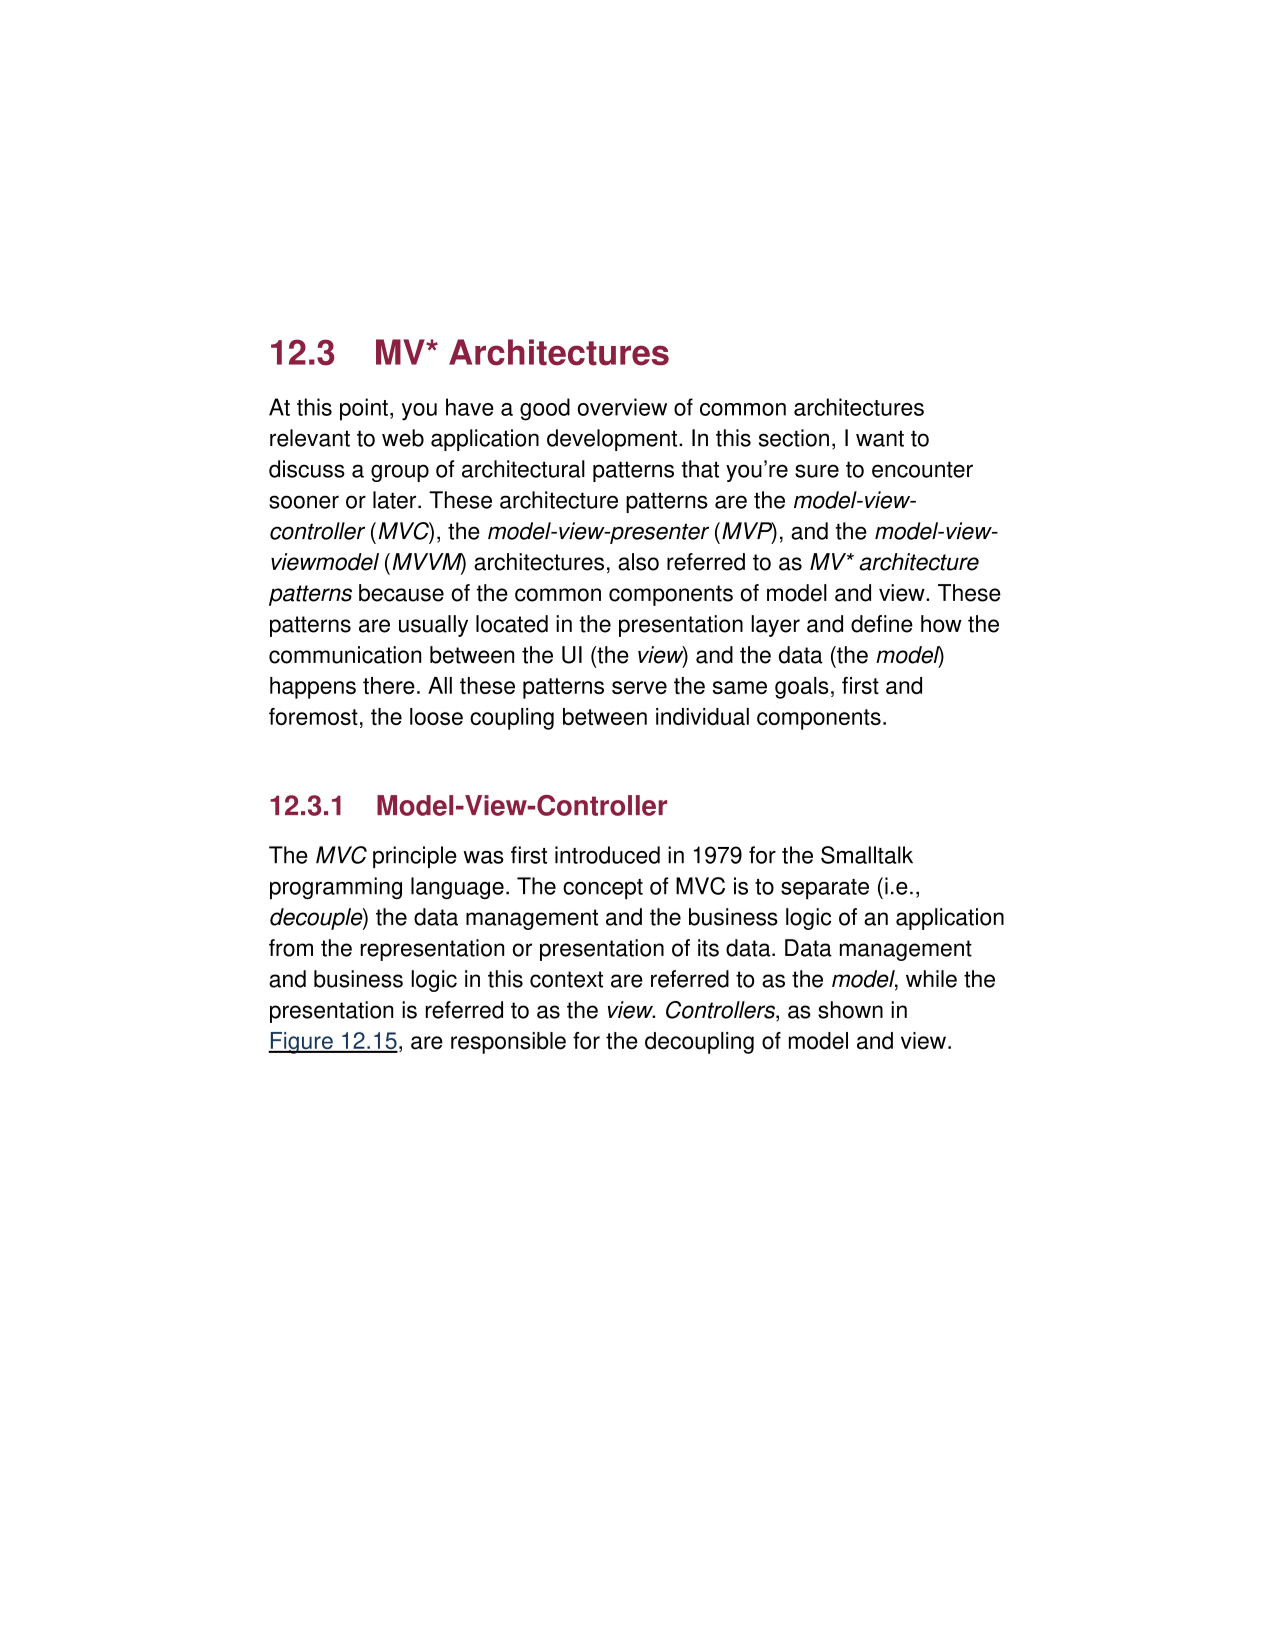 12.3 MV* Architectures
At this point, you have a good overview of common architectures
relevant to web application development. In this section, I want to
discuss a group of architectural patterns that you're sure to encounter
sooner or later. These architecture patterns are the model-view-
controller (MVC), the model-view-presenter (MVP), and the model-view-
viewmodel (MVVM) architectures, also referred to as MV* architecture
patterns because of the common components of model and view. These
patterns are usually located in the presentation layer and define how the
communication between the UI (the view) and the data (the model)
happens there. All these patterns serve the same goals, first and
foremost, the loose coupling between individual components.
12.3.1 Model-View-Controller
The MVC principle was first introduced in 1979 for the Smalltalk
programming language. The concept of MVC is to separate (i.e.,
decouple) the data management and the business logic of an application
from the representation or presentation of its data. Data management
and business logic in this context are referred to as the model, while the
presentation is referred to as the view. Controllers, as shown in
Figure 12.15, are responsible for the decoupling of model and view.